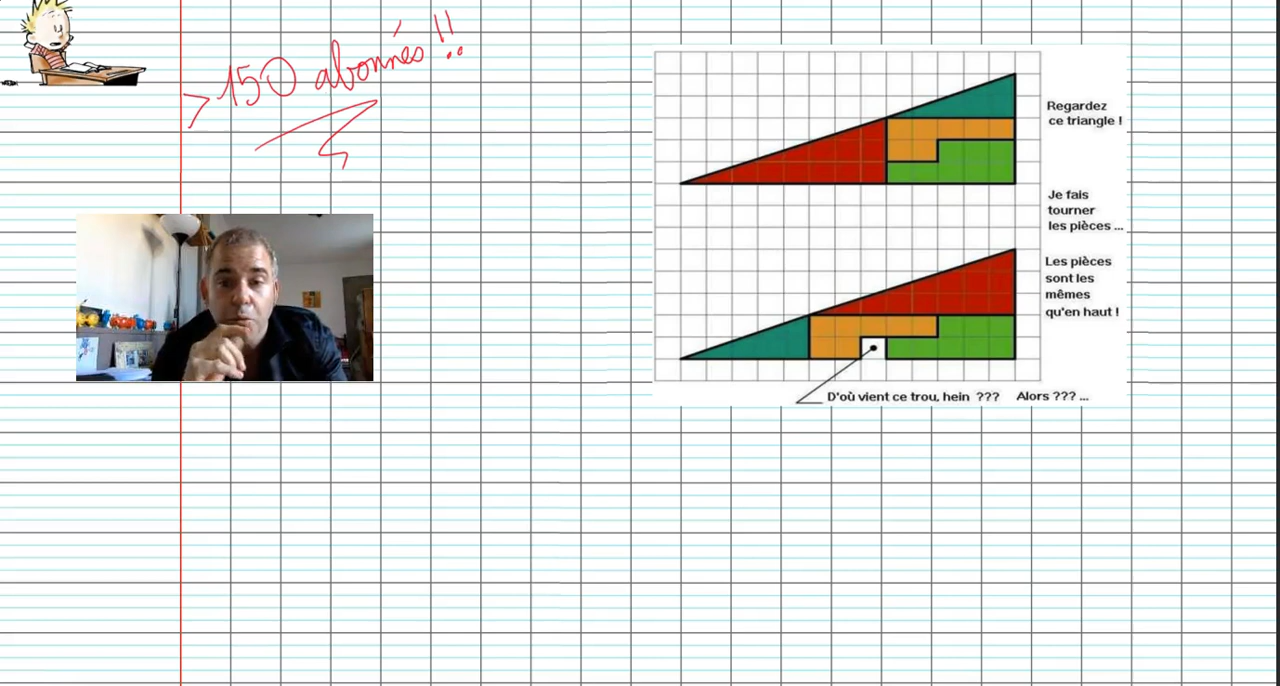 > 150 abonnés !!
Regardez
ce triangle !
Je fais
tourner
les pièces ...
Les pièces
sont les
mêmes
qu'en haut !
D'où vient ce trou, hein ??? Alors ??? ...